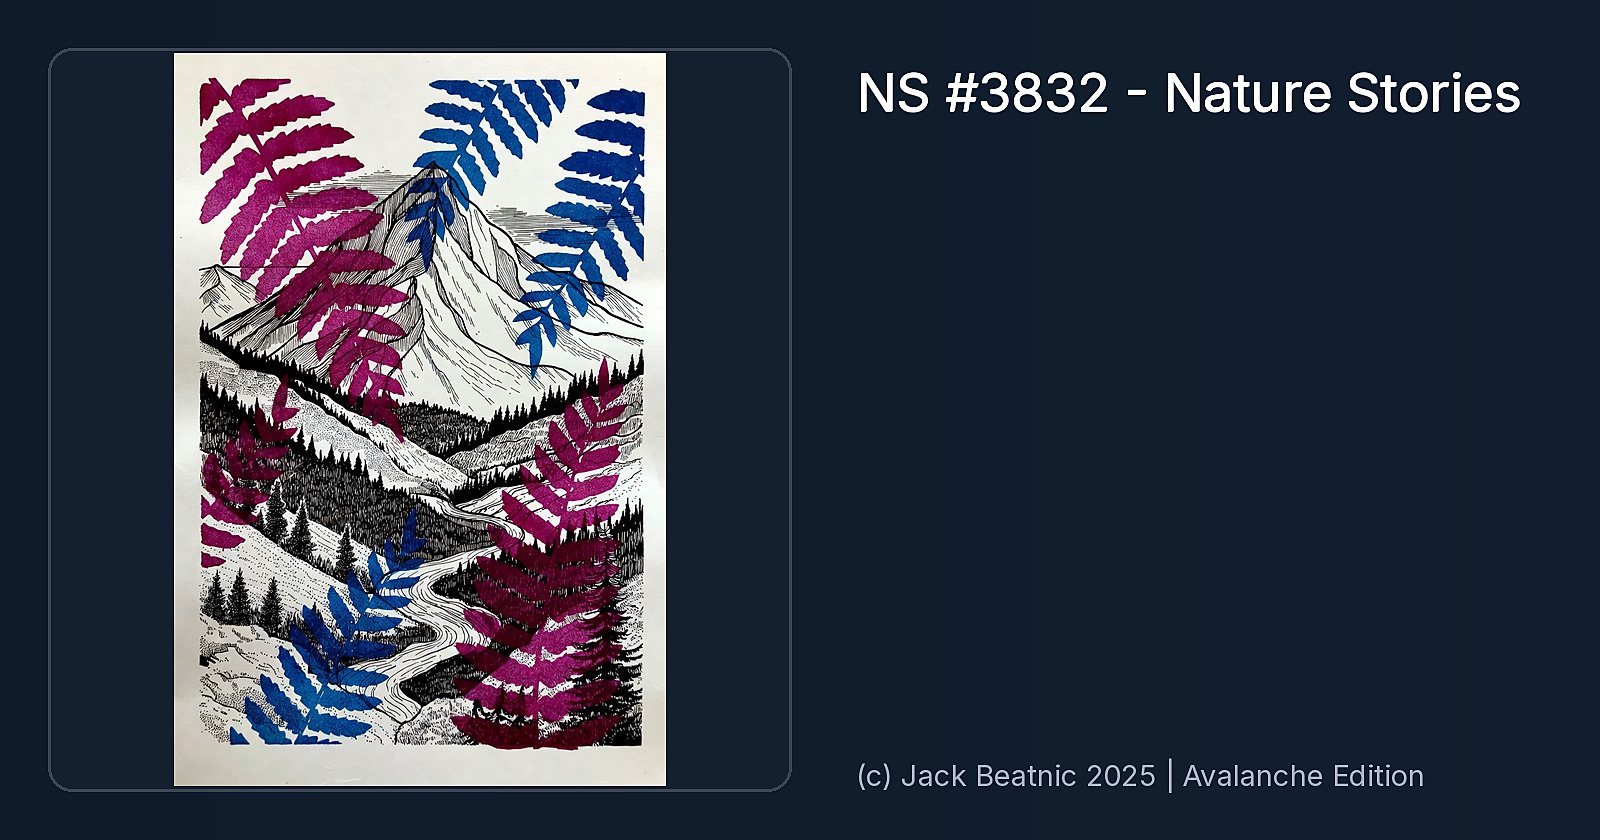 NS #3832 - Nature Stories
(c) Jack Beatnic 2025 | Avalanche Edition